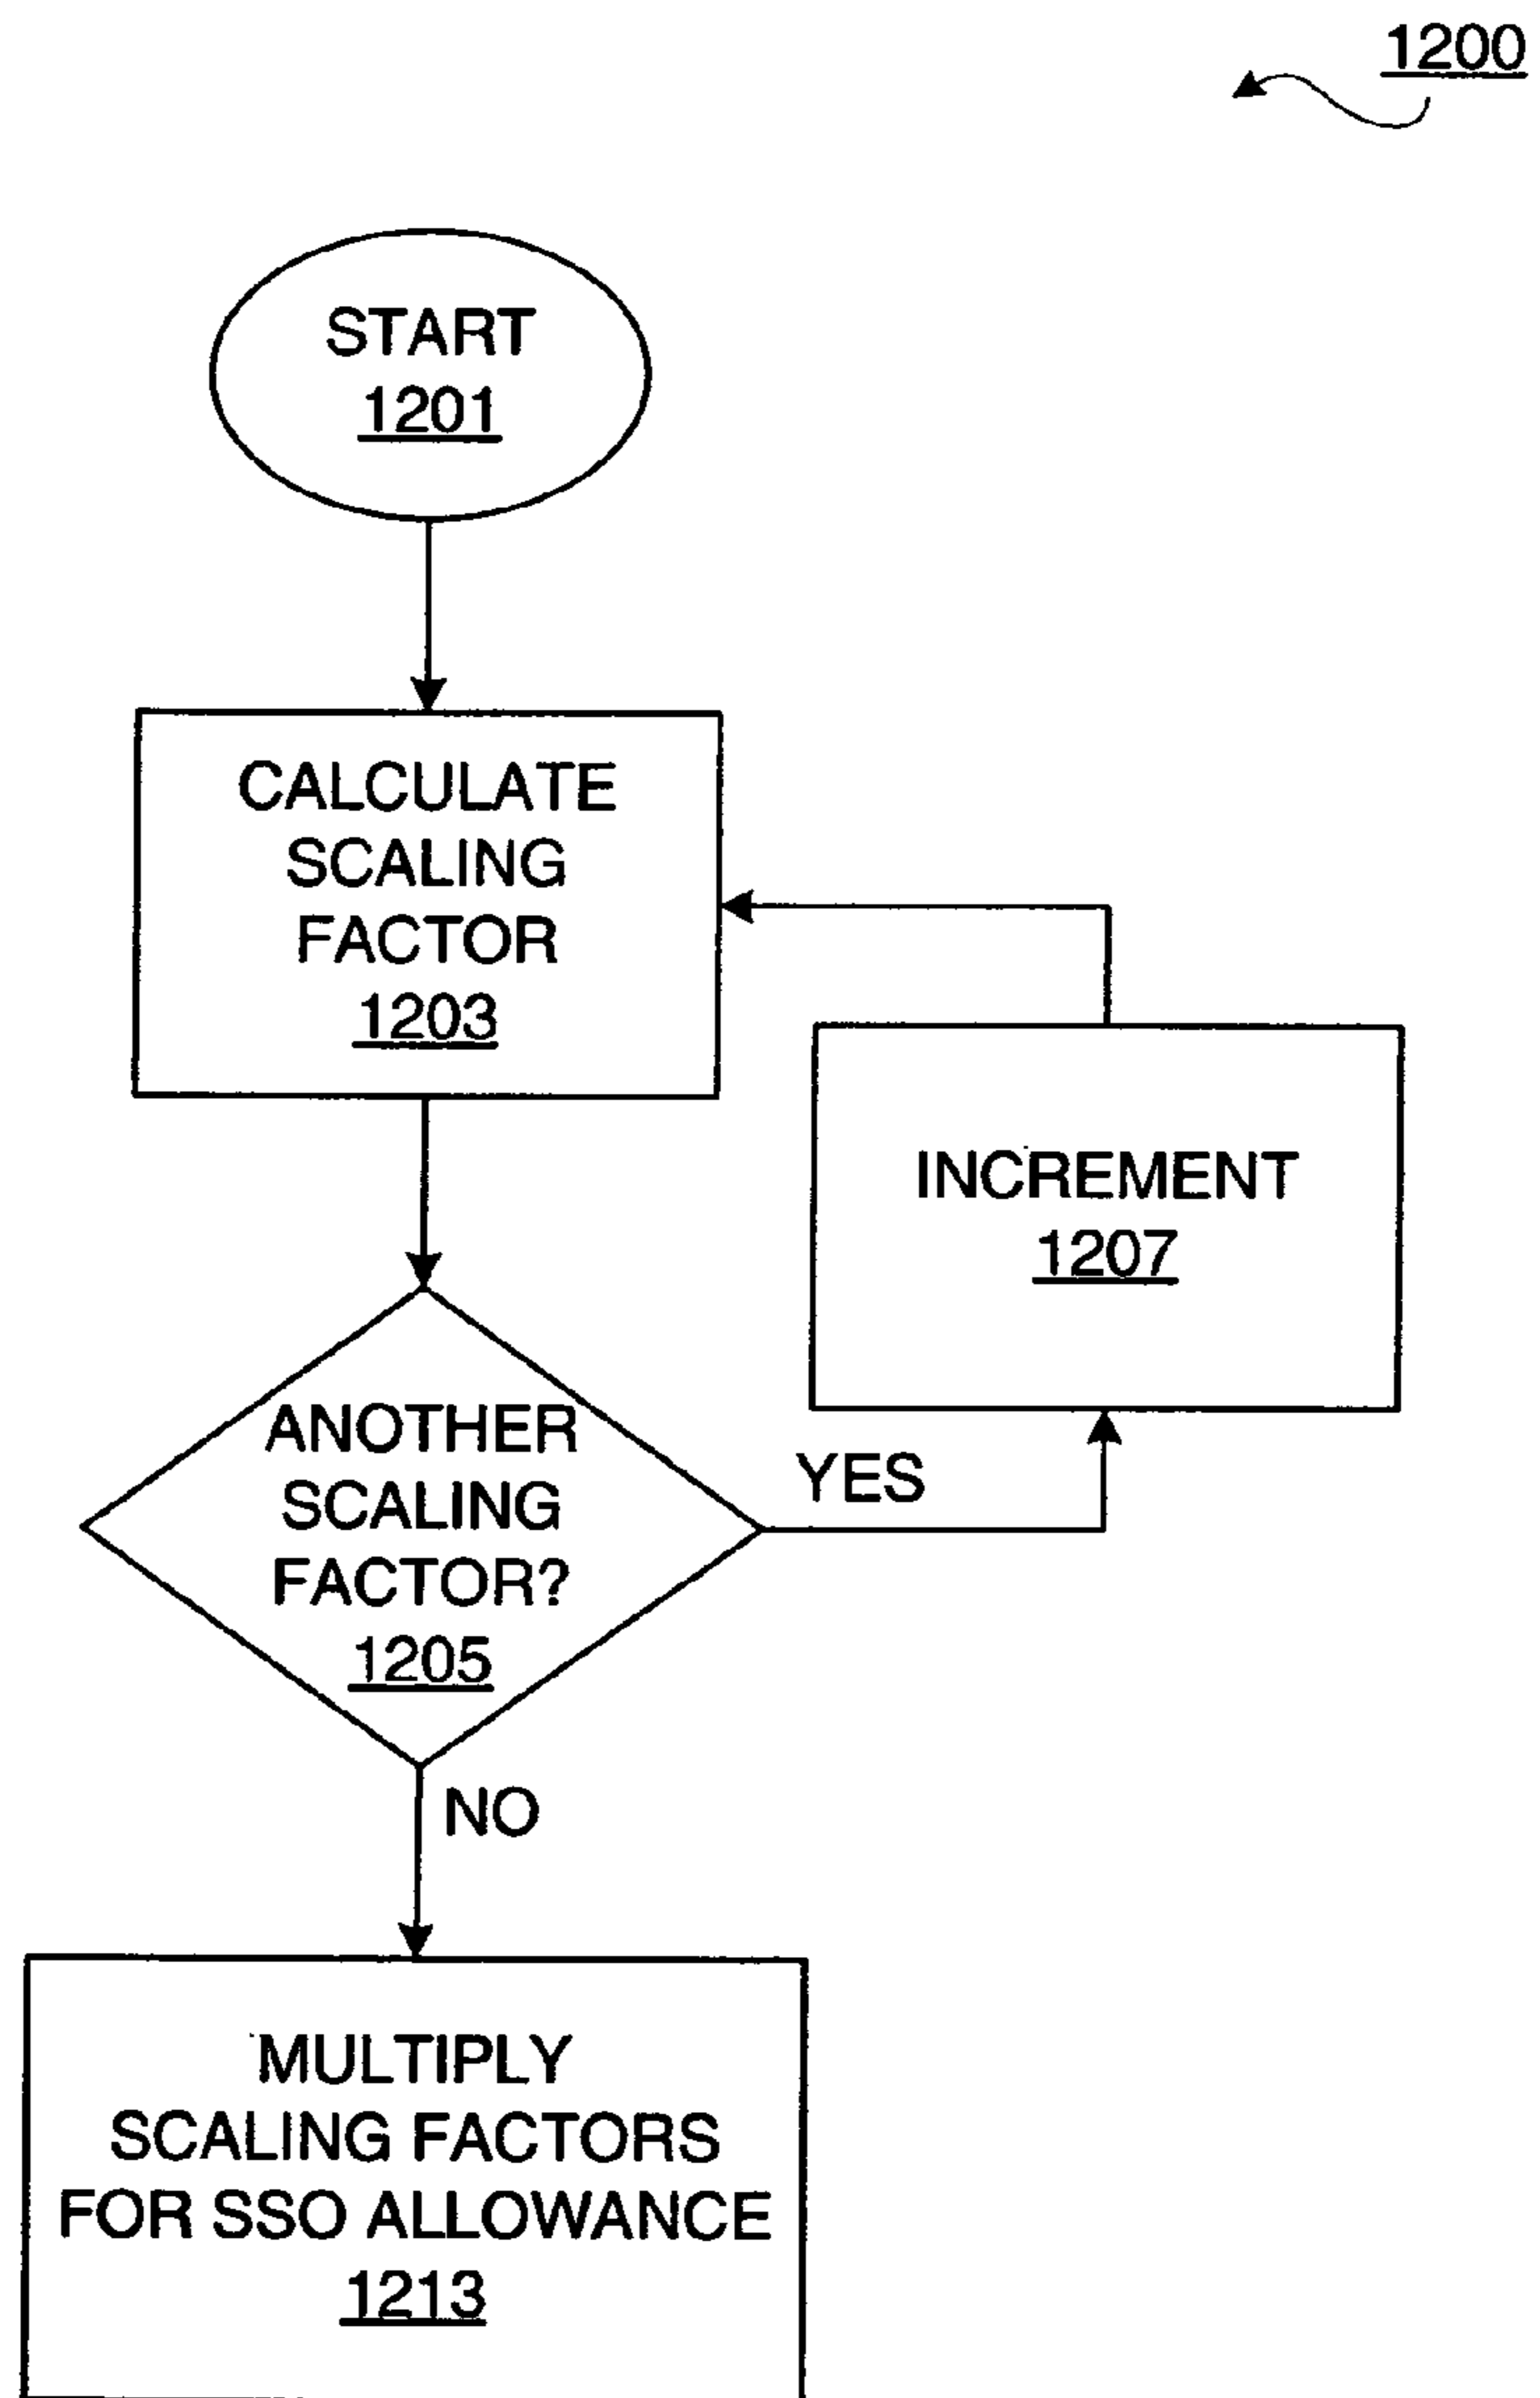 1200
START
1201
CALCULATE
SCALING
FACTOR
1203
INCREMENT
1207
ANOTHER
SCALING
FACTOR?
1205
YES
NO
MULTIPLY
SCALING FACTORS
FOR SSO ALLOWANCE
1213